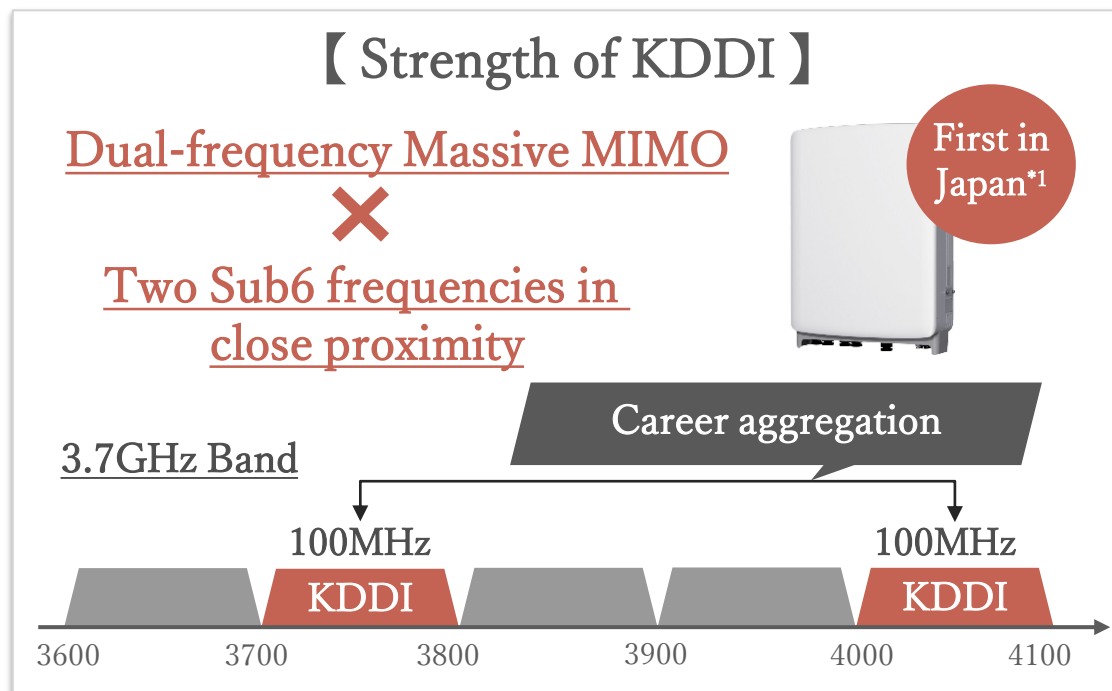 【 Strength of KDDI 】
Dual-frequency Massive MIMO
×
Two Sub6 frequencies in
close proximity
First in
Japan*1
Career aggregation
3.7GHz Band
100MHz
100MHz
KDDI
KDDI
3600 3700 3800 3900 4000 4100